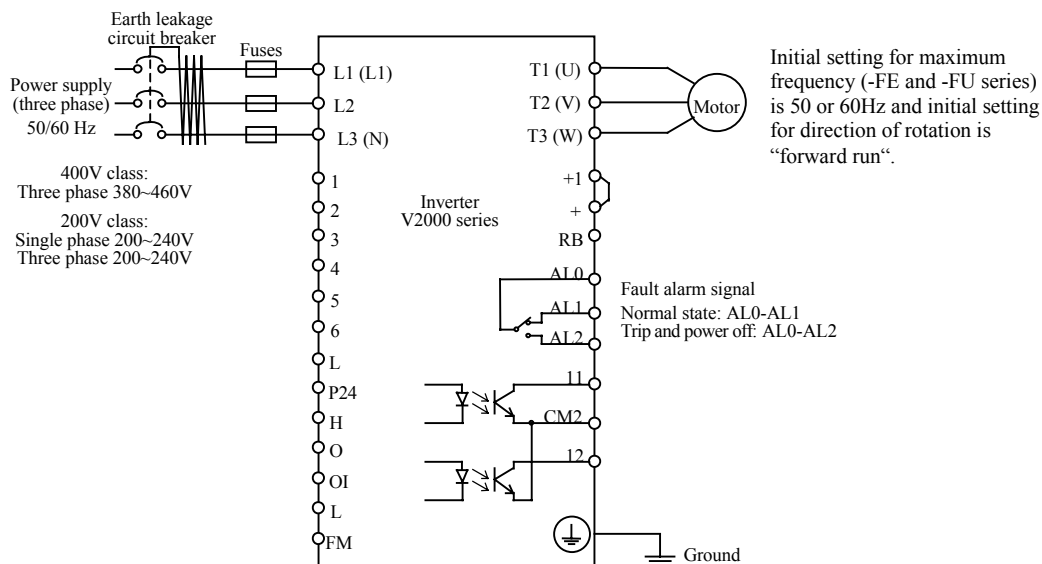 Earth leakage
circuit breaker
Fuses
Power supply
(three phase)
50/60 Hz
400V class:
Three phase 380~460V
200V class:
Single phase 200~240V
Three phase 200~240V
L1 (L1)
L2
L3 (N)
1
2
3
4
5
6
L
P24
H
O
OI
L
FM
Inverter
V2000 series
T1 (U)
T2 (V)
T3 (W)
Motor
+1
+
RB
AL0
AL1
AL2
11
CM2
12
Fault alarm signal
Normal state: AL0-AL1
Trip and power off: AL0-AL2
Ground
Initial setting for maximum
frequency (-FE and -FU series)
is 50 or 60Hz and initial setting
for direction of rotation is
“forward run“.